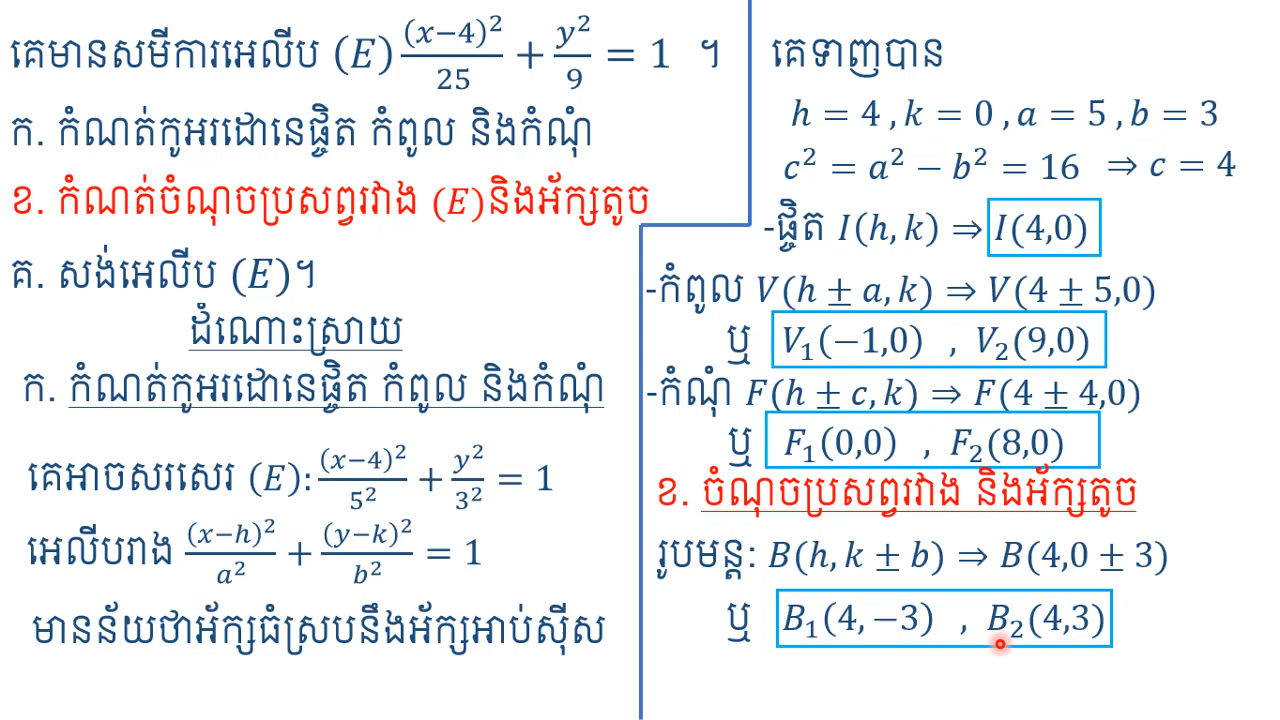 គេមានសមីការអេលីប (E) (x−4)²/25 + y²/9 = 1 ។
ក. កំណត់កូអរដោនេផ្ចិត កំពូល និងកំណុំ
ខ. កំណត់ចំណុចប្រសព្វរវាង (E)និងអ័ក្សតូច
គ. សង់អេលីប (E)។
ដំណោះស្រាយ
ក. កំណត់កូអរដោនេផ្ចិត កំពូល និងកំណុំ
គេអាចសរសេរ (E): (x−4)²/5² + y²/3² = 1
អេលីបរាង (x−h)²/a² + (y−k)²/b² = 1
មានន័យថាអ័ក្សធំស្របនឹងអ័ក្សអាប់ស៊ីស
គេទាញបាន
h = 4 , k = 0 , a = 5 , b = 3
c² = a² − b² = 16 ⇒ c = 4
-ផ្ចិត I(h, k) ⇒ I(4,0)
-កំពូល V(h ± a, k) ⇒ V(4 ± 5,0)
ឬ V₁(−1,0) , V₂(9,0)
-កំណុំ F(h ± c, k) ⇒ F(4 ± 4,0)
ឬ F₁(0,0) , F₂(8,0)
ខ. ចំណុចប្រសព្វរវាង និងអ័ក្សតូច
រូបមន្ត: B(h, k ± b) ⇒ B(4,0 ± 3)
ឬ B₁(4, −3) , B₂(4,3)